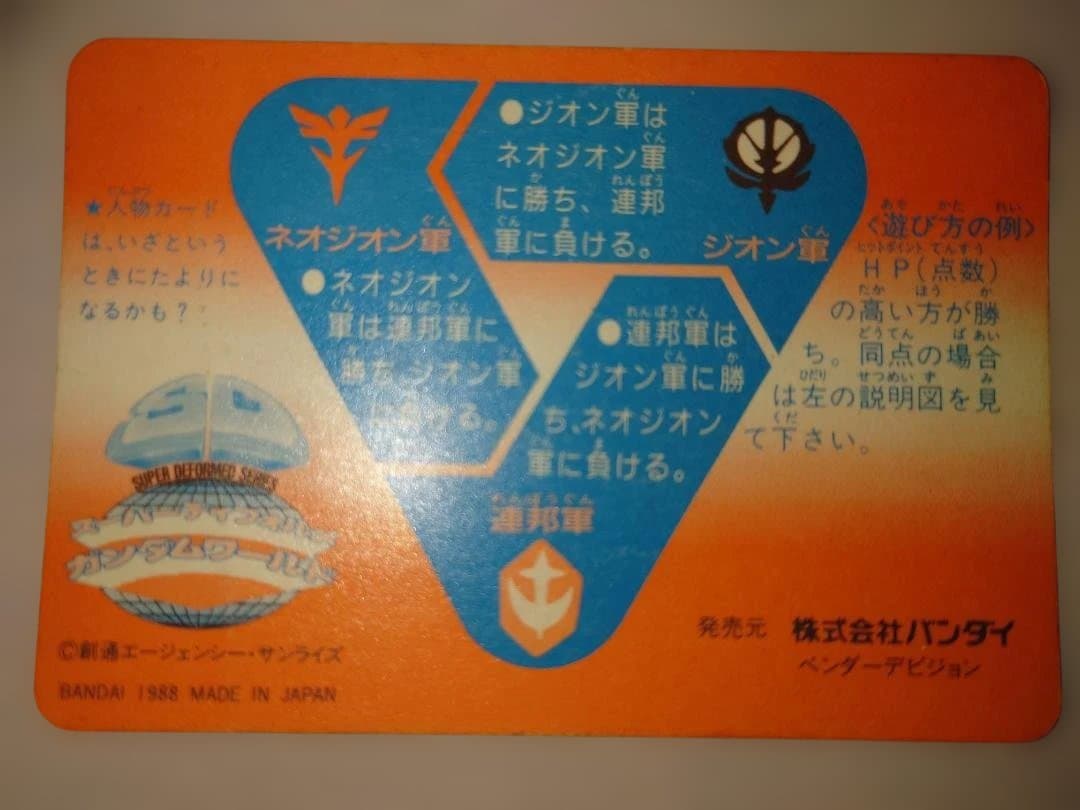 ★人物カード
は、いざという
ときにたよりに
なるかも?
ネオジオン軍
●ネオジオン
軍は連邦軍に
勝ち、ジオン軍
に負ける。
●ジオン軍は
ネオジオン軍
に勝ち、連邦
軍に負ける。
ジオン軍
●連邦軍は
ジオン軍に勝
ち、ネオジオン
軍に負ける。
連邦軍
<遊び方の例>
HP(点数)
の高い方が勝
ち。同点の場合
は左の説明図を見
て下さい。
SUPER DEFORMED SERIES
スーパーディフォルメ
ガンダムワールド
©創通エージェンシー・サンライズ
BANDAI 1988 MADE IN JAPAN
発売元 株式会社バンダイ
ベンダーデビジョン